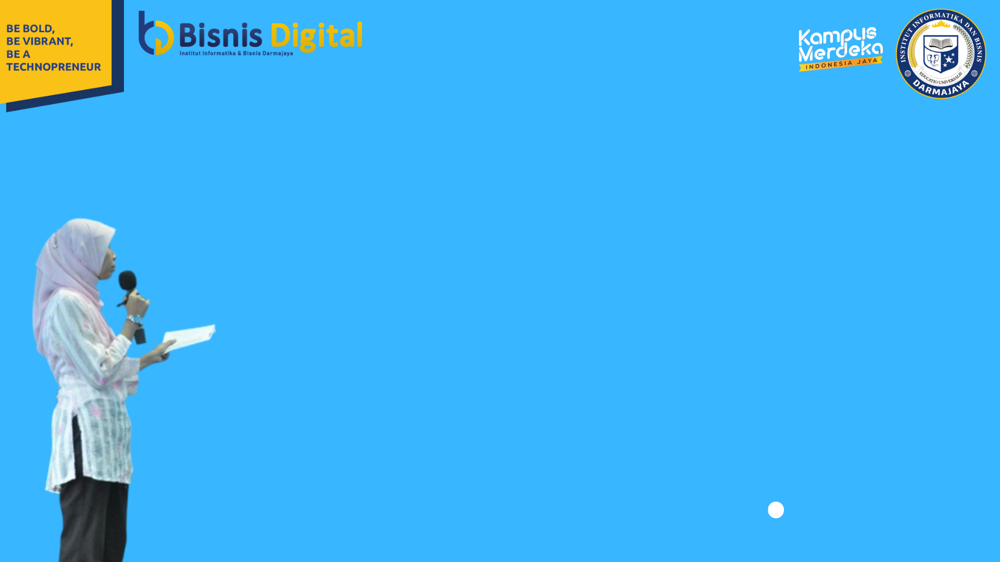 BE BOLD,
BE VIBRANT,
BE A
TECHNOPRENEUR
Bisnis Digital
Institut Informatika & Bisnis Darmajaya
Kampus
Merdeka
INDONESIA JAYA
INSTITUT INFORMATIKA DAN BISNIS
EDUCATIO UNIVERSALIS
DARMAJAYA